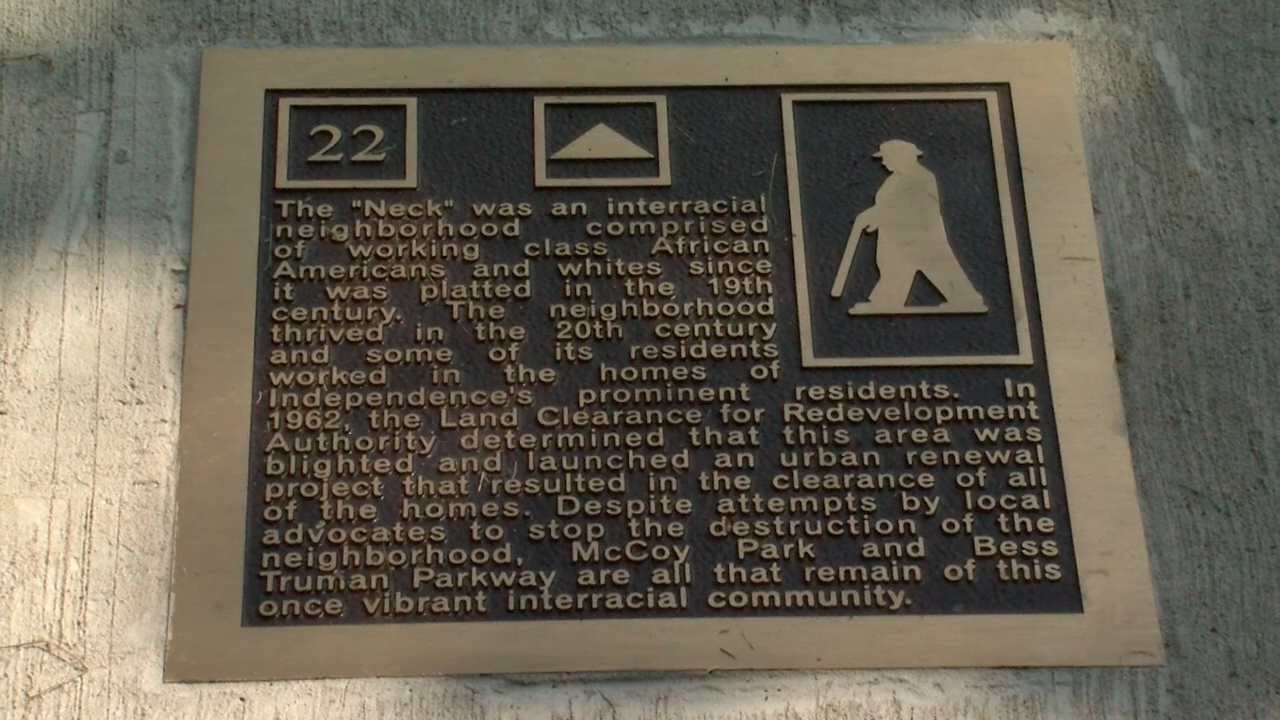 22
The "Neck" was an interracial
neighborhood comprised
of working class African
Americans and whites since
it was platted in the 19th
century. The neighborhood
thrived in the 20th century
and some of its residents
worked in the homes of
Independence's prominent residents. In
1962, the Land Clearance for Redevelopment
Authority determined that this area was
blighted and launched an urban renewal
project that resulted in the clearance of all
of the homes. Despite attempts by local
advocates to stop the destruction of the
neighborhood, McCoy Park and Bess
Truman Parkway are all that remain of this
once vibrant interracial community.